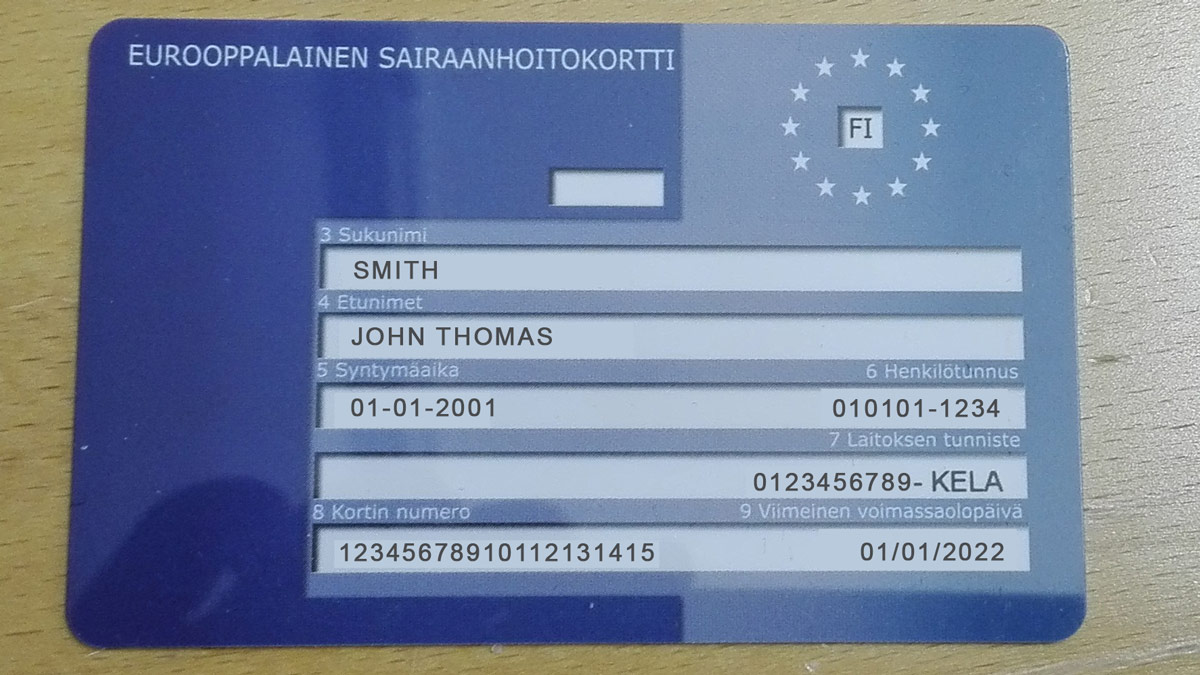 EUROOPPALAINEN SAIRAANHOITOKORTTI
FI
3 Sukunimi
SMITH
4 Etunimet
JOHN THOMAS
5 Syntymäaika 6 Henkilötunnus
01-01-2001 010101-1234
7 Laitoksen tunniste
0123456789- KELA
8 Kortin numero 9 Viimeinen voimassaolopäivä
12345678910112131415 01/01/2022